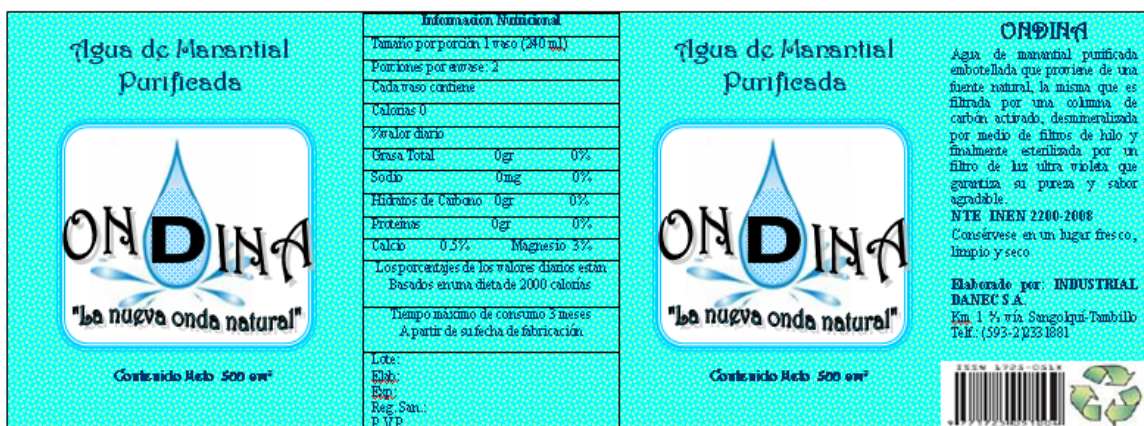 Agua de Manantial
Purificada
ONDINA
"La nueva onda natural"
Contenido Neto 500 cm³
Informacion Nutricional
Tamaño por porción 1 vaso (240 ml)
Porciones por envase: 2
Cada vaso contiene
Calorias 0
%valor diario
Grasa Total 0gr 0%
Sodio 0mg 0%
Hidratos de Carbono 0gr 0%
Proteinas 0gr 0%
Calcio 0.5% Magnesio 3%
Los porcentajes de los valores diarios están
Basados en una dieta de 2000 calorias
Tiempo máximo de consumo 3 meses
A partir de su fecha de fabricación
Lote:
Elab:
Exp:
Reg. San.:
P.V.P.
Agua de Manantial
Purificada
ONDINA
"La nueva onda natural"
Contenido Neto 500 cm³
ONDINA
Agua de manantial purificada
embotellada que proviene de una
fuente natural, la misma que es
filtrada por una columna de
carbón activado, desmineralizada
por medio de filtros de hilo y
finalmente esterilizada por un
filtro de luz ultra violeta que
garantiza su pureza y sabor
agradable.
NTE INEN 2200-2008
Consérvese en un lugar fresco,
limpio y seco
Elaborado por: INDUSTRIAL
DANEC S.A.
Km. 1 ½ vía Sangolquí-Tambillo
Telf.: (593-2)2331881